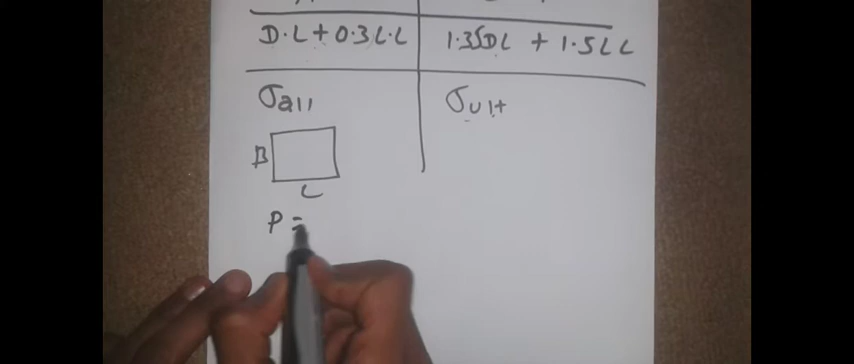 D.L + 0.3L.L
1.35DL + 1.5LL
σall
σult
B
L
P =